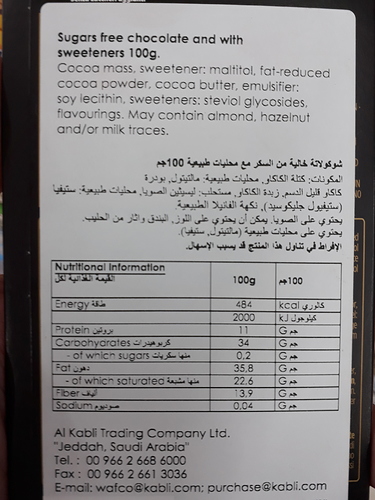 Sugars free chocolate and with
sweeteners 100g.
Cocoa mass, sweetener: maltitol, fat-reduced
cocoa powder, cocoa butter, emulsifier:
soy lecithin, sweeteners: steviol glycosides,
flavourings. May contain almond, hazelnut
and/or milk traces.
شوكولاتة خالية من السكر مع محليات طبيعية 100جم
المكونات: كتلة الكاكاو, محليات طبيعية: مالتيتول, بودرة
كاكاو قليل الدسم, زبدة الكاكاو, مستحلب: ليسيثين الصويا, محليات طبيعية: ستيفيا
(ستيفيول جليكوسيد), نكهة الفانيلا الطبيعية.
يحتوي على الصويا. يمكن أن يحتوي على اللوز, البندق واثار من الحليب.
يحتوي على محليات طبيعية (مالتيتول, ستيفيا).
الإفراط في تناول هذا المنتج قد يسبب الإسهال.
Nutritional Information
القيمة الغذائية لكل 100g 100جم
Energy طاقة 484 kcal كالوري
2000 kJ كيلوجول
Protein بروتين 11 G جم
Carbohyarates كربوهيدرات 34 G جم
- of which sugars منها سكريات 0,2 G جم
Fat دهون 35,8 G جم
- of which saturated منها مشبعة 22.6 G جم
Fiber ألياف 13.9 G جم
Sodium صوديوم 0,04 G جم
Al Kabli Trading Company Ltd.
"Jeddah, Saudi Arabia"
Tel. : 00 966 2 668 6000
Fax : 00 966 2 661 3036
E-mail: wafco@kabli.com; purchase@kabli.com